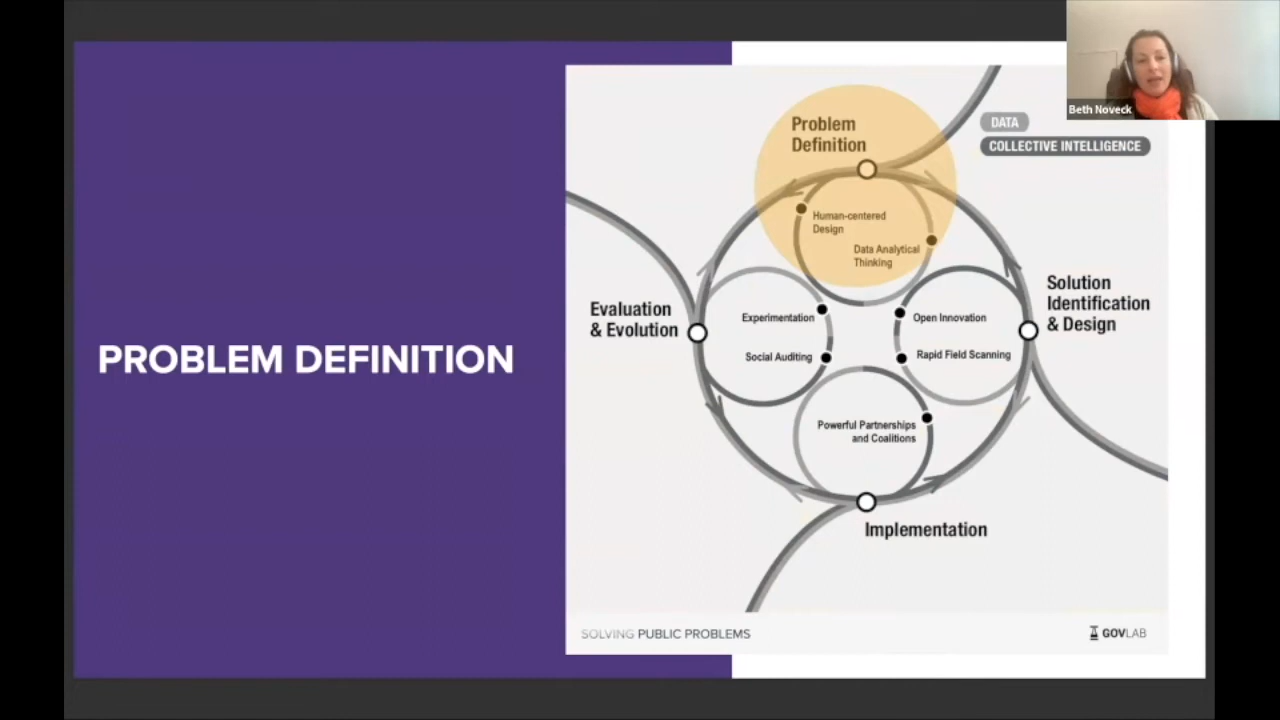 PROBLEM DEFINITION
Problem
Definition
DATA
COLLECTIVE INTELLIGENCE
Human-centered
Design
Data Analytical
Thinking
Evaluation
& Evolution
Experimentation
Social Auditing
Open Innovation
Rapid Field Scanning
Solution
Identification
& Design
Powerful Partnerships
and Coalitions
Implementation
SOLVING PUBLIC PROBLEMS
GOVLAB
Beth Noveck